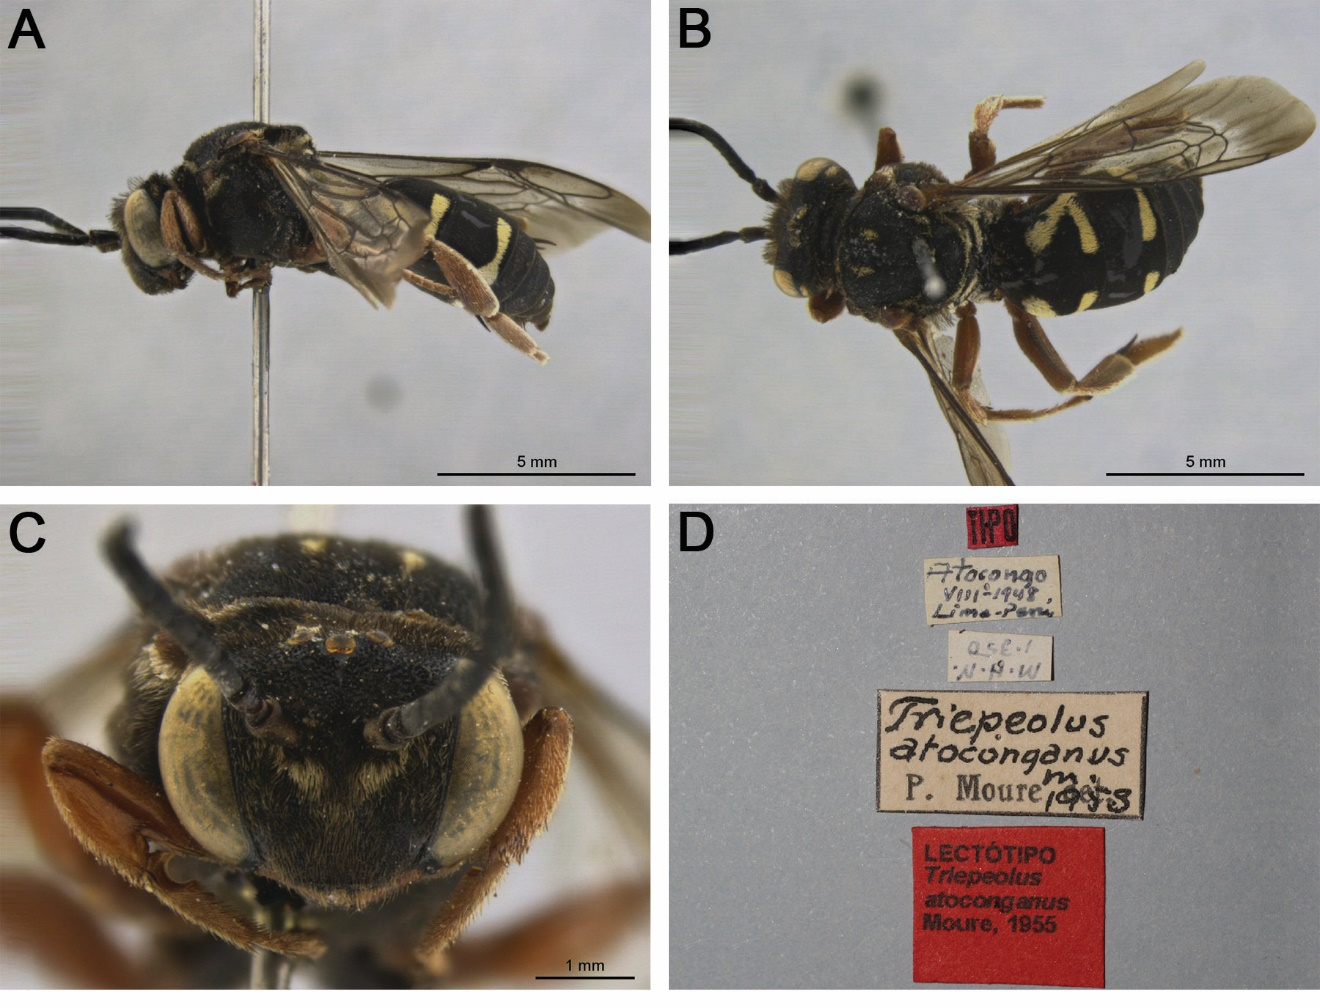 A
5 mm
B
5 mm
C
1 mm
D
TIPO
Atocongo
VIII-1948
Lima-Perú
W.N.
Triepeolus
atoconganus
P. Moure
LECTÓTIPO
Triepeolus
atoconganus
Moure, 1955